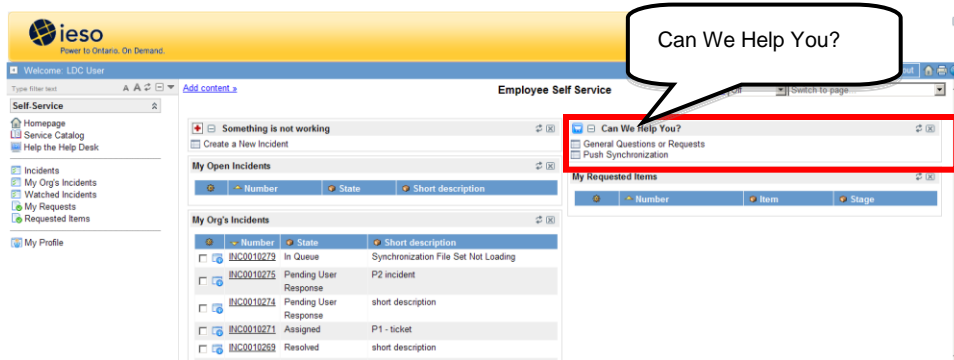 ieso
Power to Ontario. On Demand.
Can We Help You?
Welcome: LDC User
Type filter text
A A
Add content »
Employee Self Service
Switch to page...
Self-Service
Homepage
Service Catalog
Help the Help Desk
Incidents
My Org's Incidents
Watched Incidents
My Requests
Requested Items
My Profile
Something is not working
Create a New Incident
My Open Incidents
Number State Short description
My Org's Incidents
Number State Short description
INC0010279 In Queue Synchronization File Set Not Loading
INC0010275 Pending User Response P2 incident
INC0010274 Pending User Response short description
INC0010271 Assigned P1 - ticket
INC0010269 Resolved short description
Can We Help You?
General Questions or Requests
Push Synchronization
My Requested Items
Number Item Stage